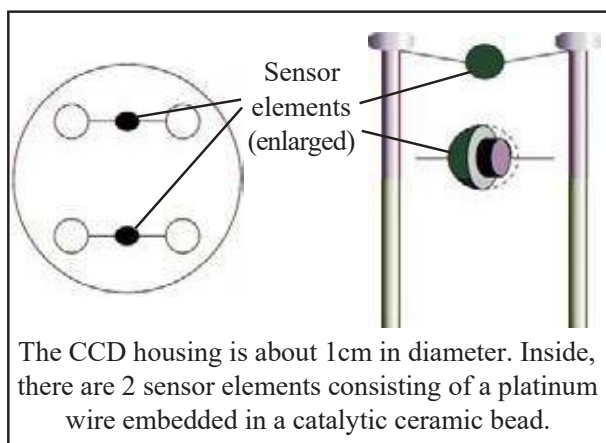 Sensor
elements
(enlarged)
The CCD housing is about 1cm in diameter. Inside,
there are 2 sensor elements consisting of a platinum
wire embedded in a catalytic ceramic bead.